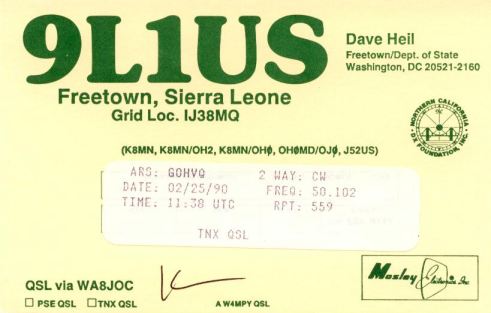 9L1US
Dave Heil
Freetown/Dept. of State
Washington, DC 20521-2160
Freetown, Sierra Leone
Grid Loc. IJ38MQ
NORTHERN CALIFORNIA
DX FOUNDATION, INC.
(K8MN, K8MN/OH2, K8MN/OHØ, OHØMD/OJØ, J52US)
ARS: G0HVQ 2 WAY: CW
DATE: 02/25/90 FREQ: 50.102
TIME: 11:38 UTC RPT: 559
TNX QSL
QSL via WA8JOC
☐ PSE QSL ☐ TNX QSL
A W4MPY QSL
Mosley Electronics Inc